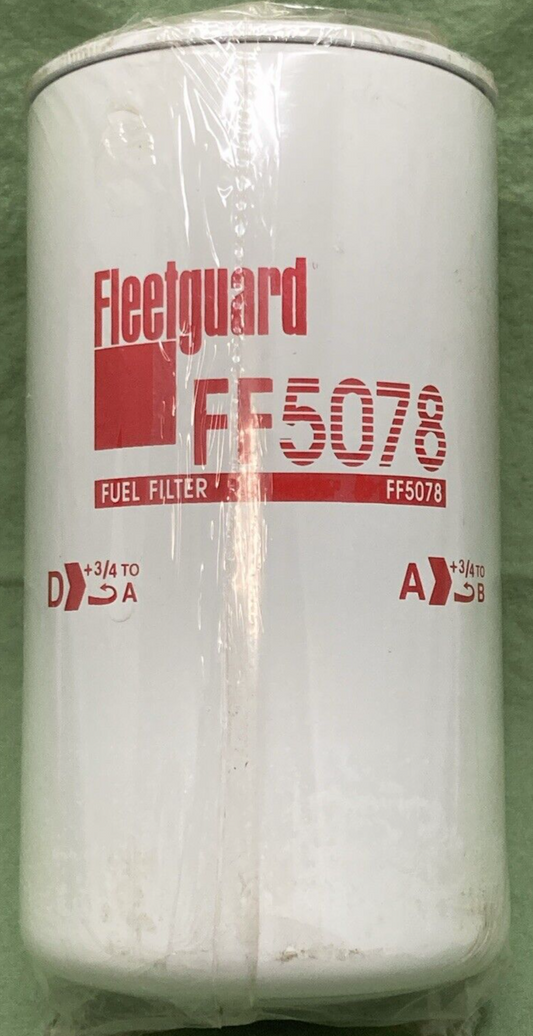 Fleetguard
FF5078
FUEL FILTER FF5078
D +3/4 TO A
A +3/4 TO B